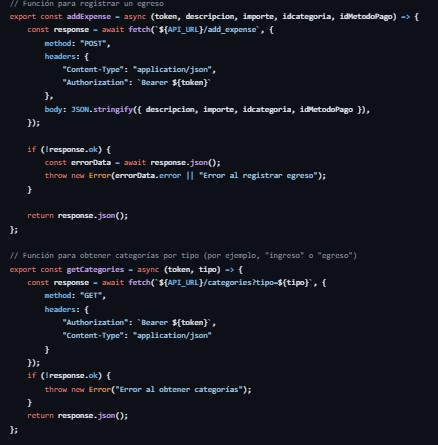 // Función para registrar un egreso
export const addExpense = async (token, descripcion, importe, idcategoria, idMetodoPago) => {
    const response = await fetch(`${API_URL}/add_expense`, {
        method: "POST",
        headers: {
            "Content-Type": "application/json",
            "Authorization": `Bearer ${token}`
        },
        body: JSON.stringify({ descripcion, importe, idcategoria, idMetodoPago }),
    });

    if (!response.ok) {
        const errorData = await response.json();
        throw new Error(errorData.error || "Error al registrar egreso");
    }

    return response.json();
};

// Función para obtener categorías por tipo (por ejemplo, "ingreso" o "egreso")
export const getCategories = async (token, tipo) => {
    const response = await fetch(`${API_URL}/categories?tipo=${tipo}`, {
        method: "GET",
        headers: {
            "Authorization": `Bearer ${token}`,
            "Content-Type": "application/json"
        }
    });
    if (!response.ok) {
        throw new Error("Error al obtener categorías");
    }
    return response.json();
};